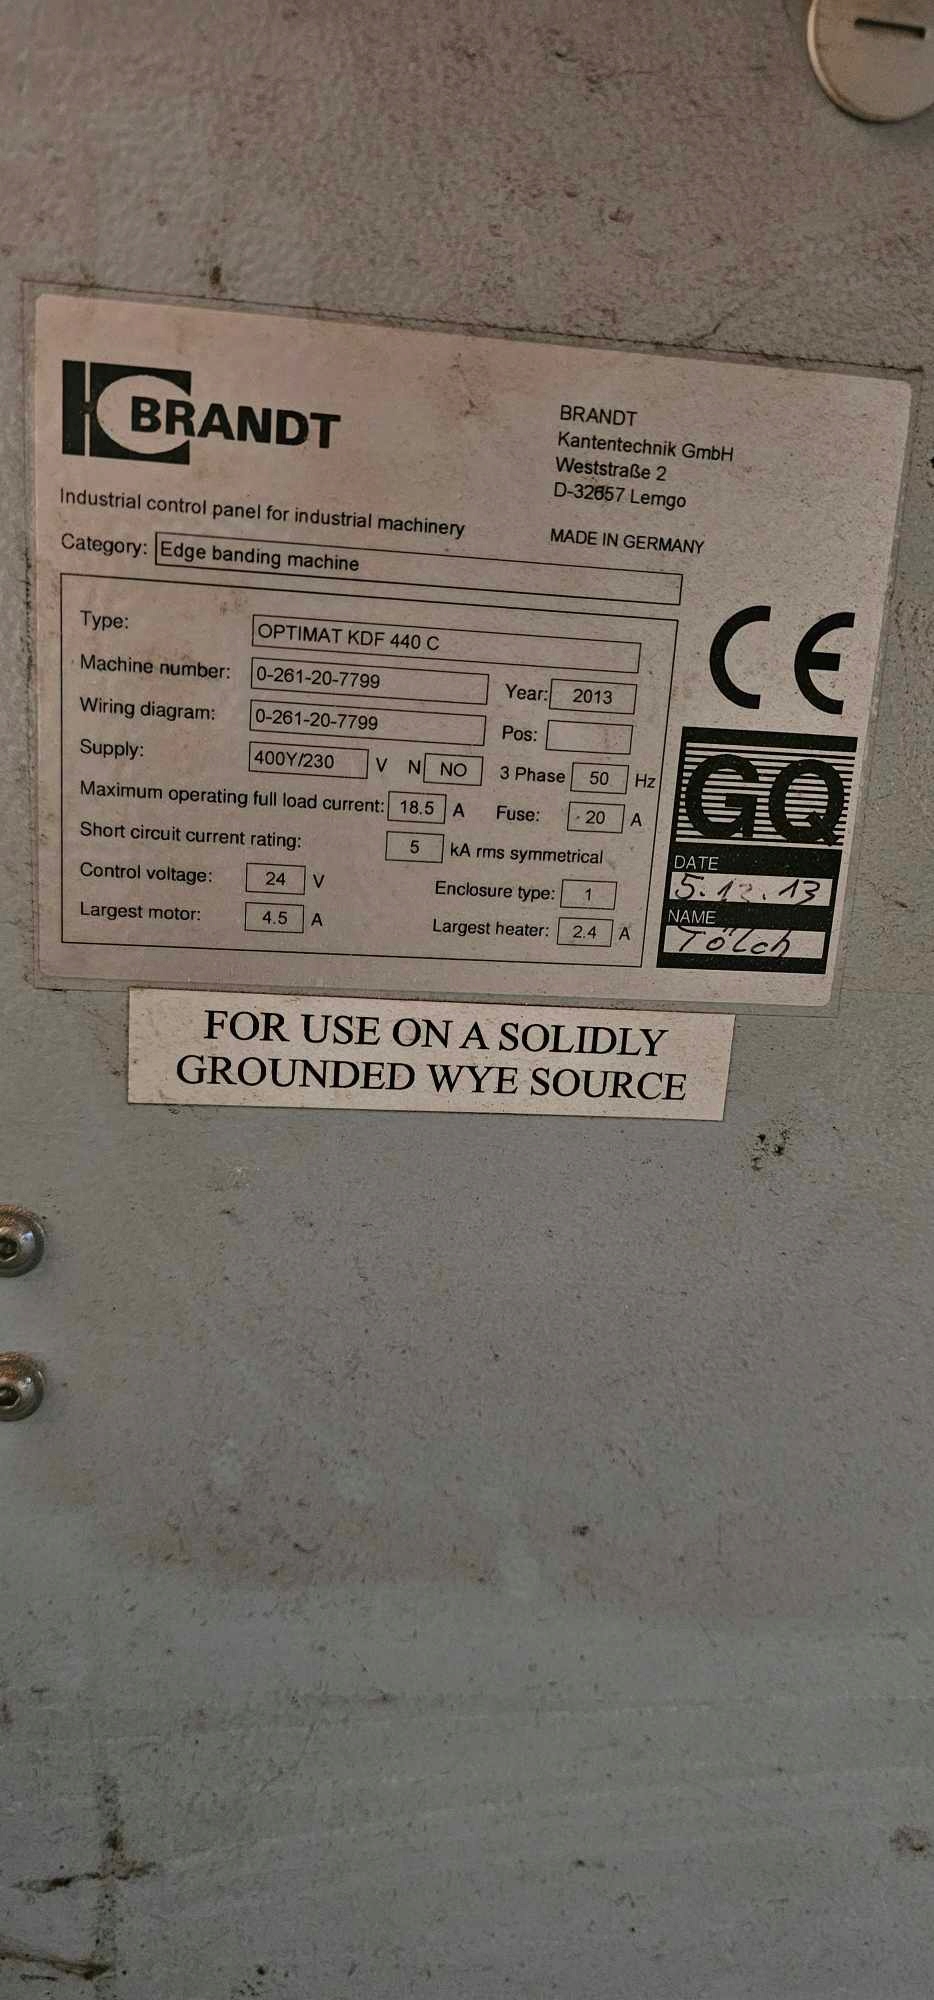 BRANDT
BRANDT
Kantentechnik GmbH
Weststraße 2
D-32657 Lemgo
Industrial control panel for industrial machinery
MADE IN GERMANY
Category: Edge banding machine
Type: OPTIMAT KDF 440 C
Machine number: 0-261-20-7799 Year: 2013
Wiring diagram: 0-261-20-7799 Pos:
Supply: 400Y/230 V N NO 3 Phase 50 Hz
Maximum operating full load current: 18.5 A Fuse: 20 A
Short circuit current rating: 5 kA rms symmetrical
Control voltage: 24 V Enclosure type: 1
Largest motor: 4.5 A Largest heater: 2.4 A
CE
GQ
DATE
5.12.13
NAME
Tölch
FOR USE ON A SOLIDLY
GROUNDED WYE SOURCE